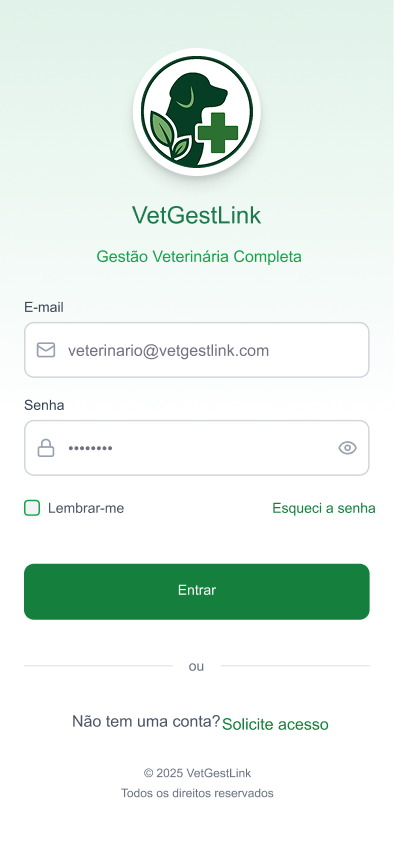 VetGestLink
Gestão Veterinária Completa
E-mail
veterinario@vetgestlink.com
Senha
••••••••
Lembrar-me
Esqueci a senha
Entrar
ou
Não tem uma conta? Solicite acesso
© 2025 VetGestLink
Todos os direitos reservados